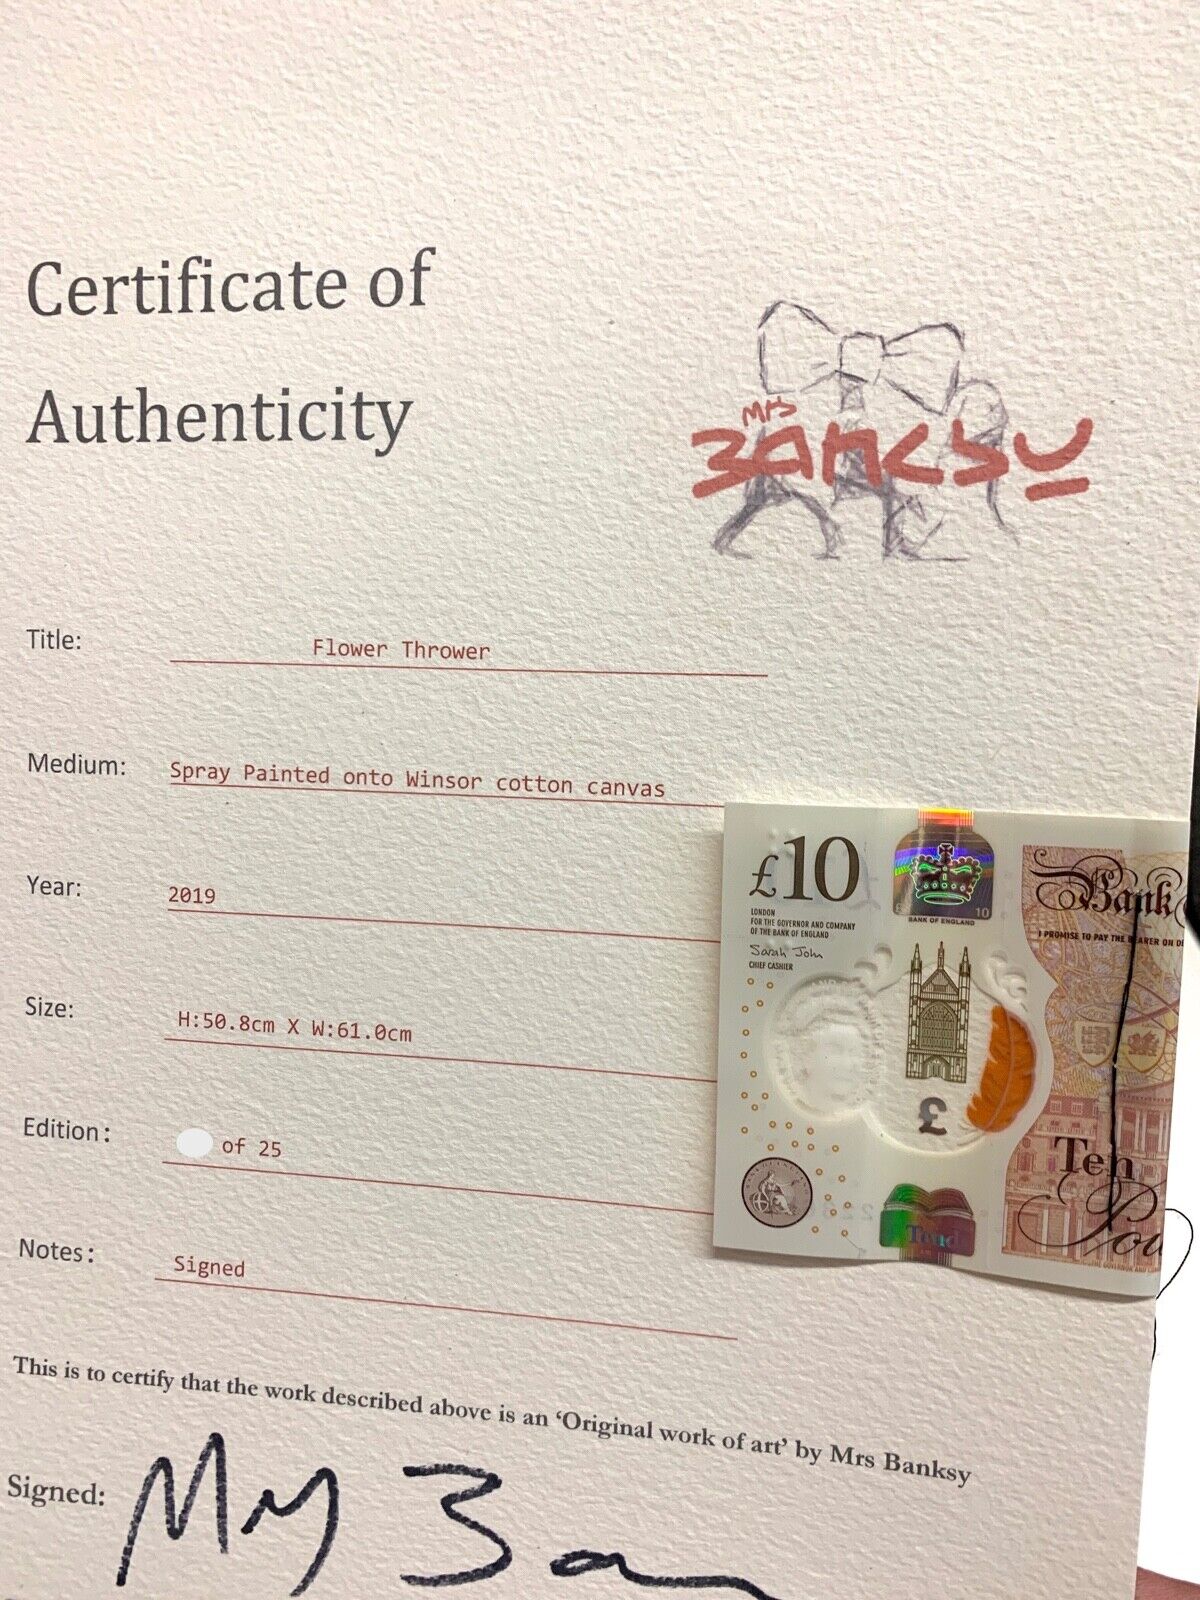 Certificate of
Authenticity
Mrs
Banksy
Title: Flower Thrower
Medium: Spray Painted onto Winsor cotton canvas
Year: 2019
Size: H:50.8cm X W:61.0cm
Edition: of 25
Notes: Signed
£10
LONDON
FOR THE GOVERNOR AND COMPANY
OF THE BANK OF ENGLAND
Sarah John
CHIEF CASHIER
10
BANK OF ENGLAND
Bank
I PROMISE TO PAY THE BEARER ON DE
£
Ten
Pou
This is to certify that the work described above is an ‘Original work of art’ by Mrs Banksy
Signed: